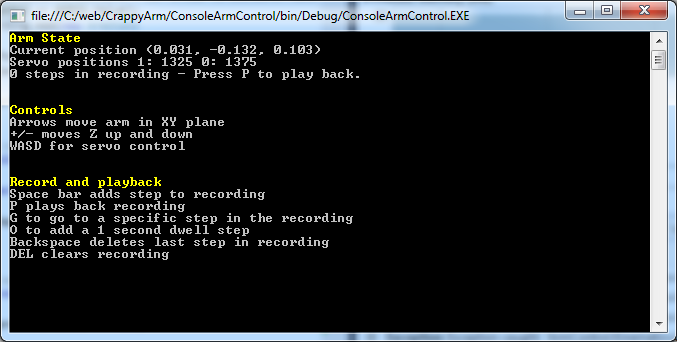 file:///C:/web/CrappyArm/ConsoleArmControl/bin/Debug/ConsoleArmControl.EXE
Arm State
Current position (0.031, -0.132, 0.103)
Servo positions 1: 1325 0: 1375
0 steps in recording - Press P to play back.
Controls
Arrows move arm in XY plane
+/- moves Z up and down
WASD for servo control
Record and playback
Space bar adds step to recording
P plays back recording
G to go to a specific step in the recording
O to add a 1 second dwell step
Backspace deletes last step in recording
DEL clears recording